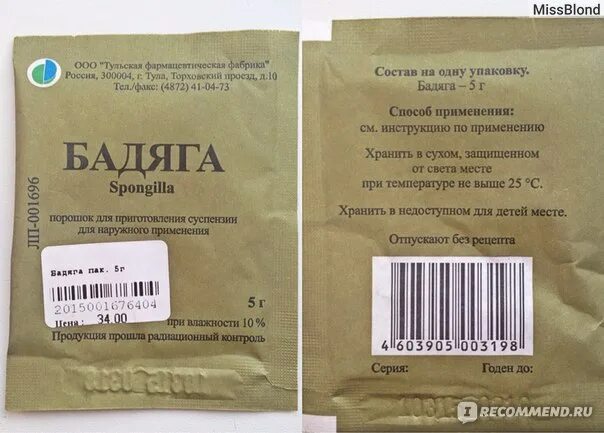 MissBlond
ООО "Тульская фармацевтическая фабрика"
Россия, 300004, г. Тула, Торховский проезд, д.10
Тел./факс: (4872) 41-04-73
БАДЯГА
Spongilla
ЛП-001696
порошок для приготовления суспензии
для наружного применения
Бадяга пак. 5г
2015001676404
Цена: 34.00
5 г
при влажности 10 %
Продукция прошла радиационный контроль
Состав на одну упаковку.
Бадяга – 5 г
Способ применения:
см. инструкцию по применению
Хранить в сухом, защищенном
от света месте
при температуре не выше 25 °C.
Хранить в недоступном для детей месте.
Отпускают без рецепта
4 603905 003198
Серия: Годен до:
IRECOMMEND.RU